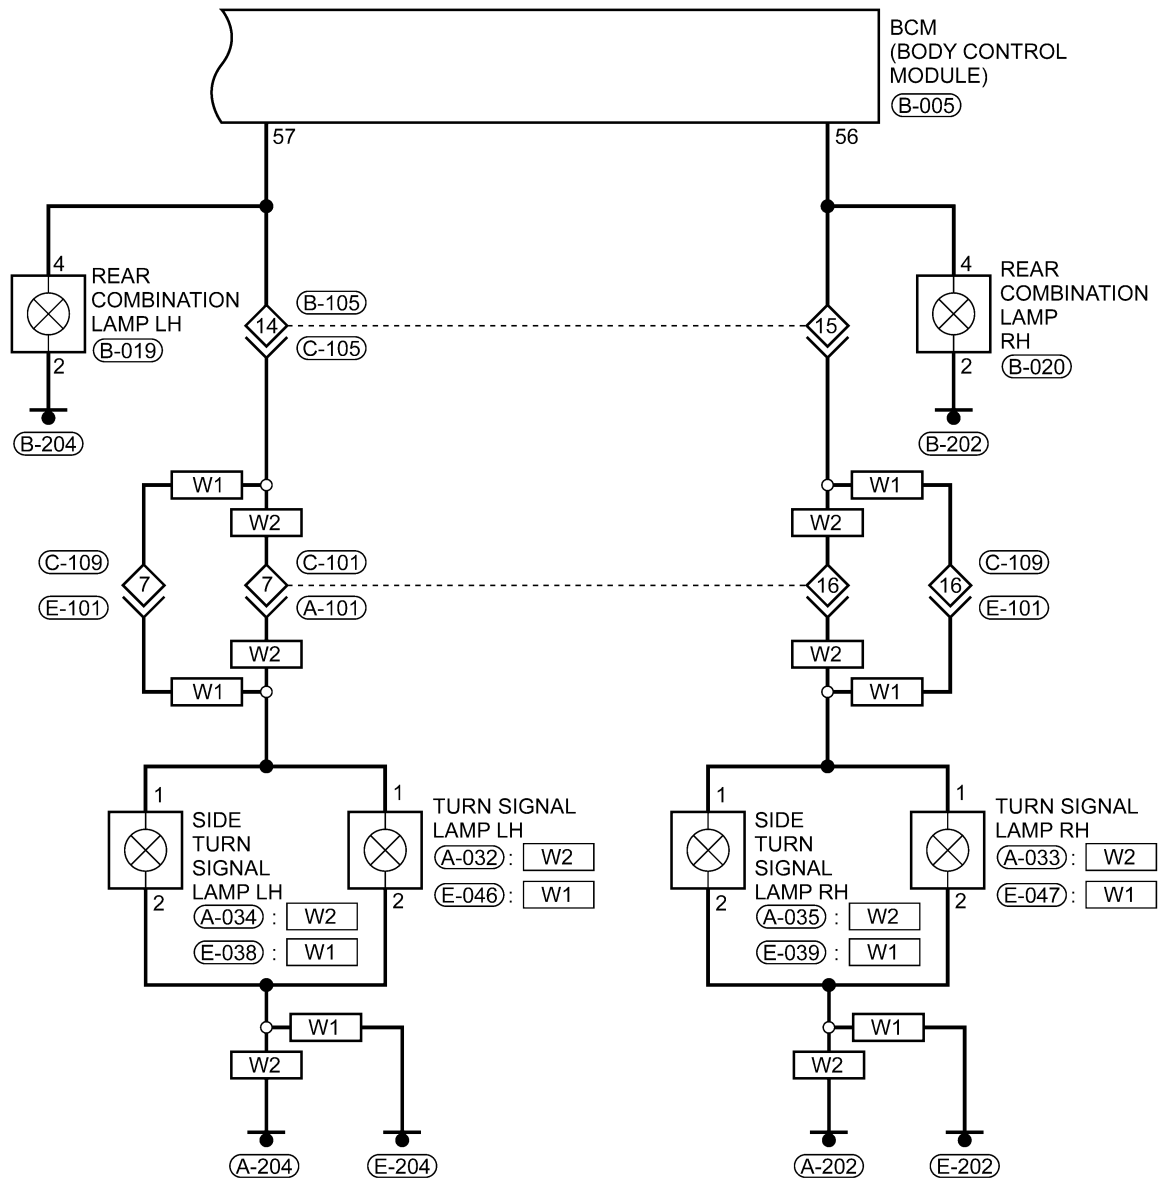 BCM
(BODY CONTROL
MODULE)
B-005
57
56
4
REAR
COMBINATION
LAMP LH
B-019
2
B-204
B-105
14
C-105
15
4
REAR
COMBINATION
LAMP
RH
B-020
2
B-202
W1
W2
W2
W1
C-109
7
E-101
C-101
7
A-101
16
C-109
16
E-101
W2
W1
W2
W1
1
SIDE
TURN
SIGNAL
LAMP LH
2
A-034 : W2
E-038 : W1
1
TURN SIGNAL
LAMP LH
A-032 : W2
E-046 : W1
2
1
SIDE
TURN
SIGNAL
LAMP RH
2
A-035 : W2
E-039 : W1
1
TURN SIGNAL
LAMP RH
A-033 : W2
E-047 : W1
2
W1
W2
W1
W2
A-204
E-204
A-202
E-202